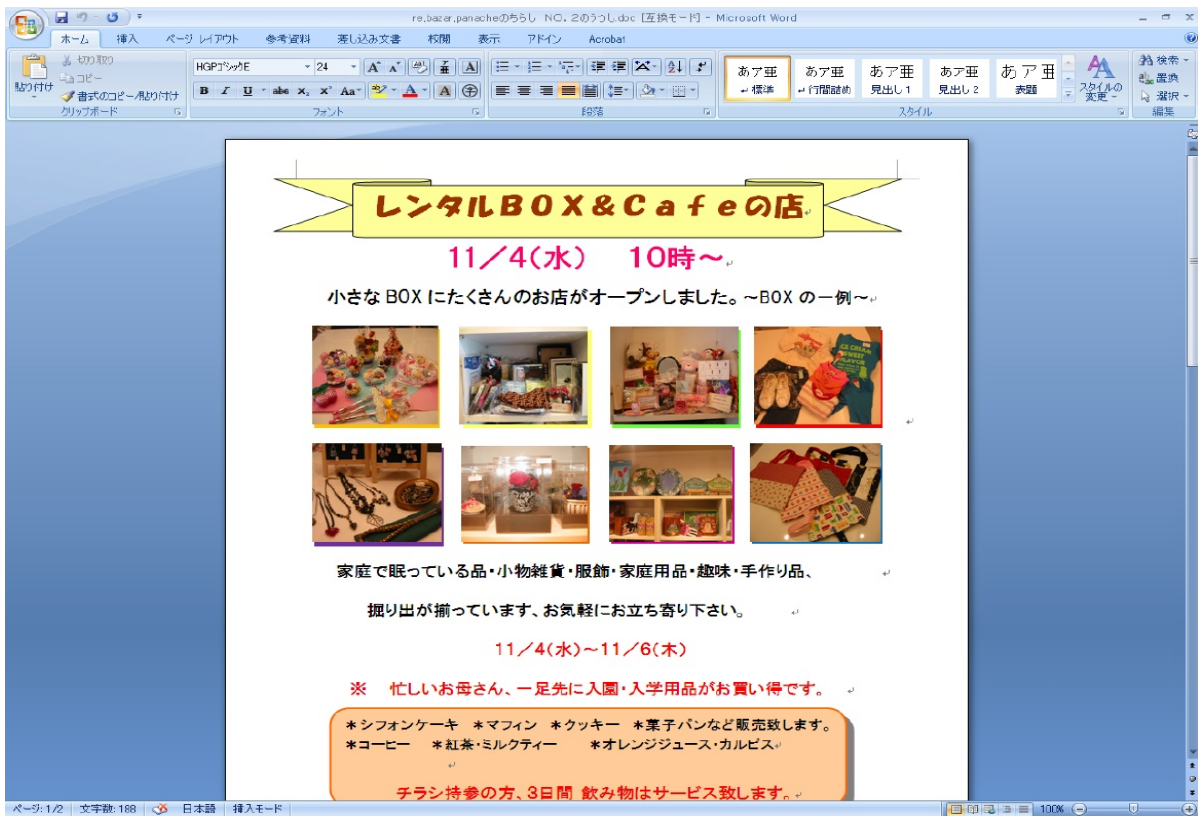 re.bazar.panacheのちらし NO．2のうつし.doc [互換モード] - Microsoft Word
ホーム 挿入 ページ レイアウト 参考資料 差し込み文書 校閲 表示 アドイン Acrobat
切り取り
コピー
貼り付け
書式のコピー/貼り付け
クリップボード
HGPｺﾞｼｯｸE 24
B I U abe x₂ x² Aa A
フォント
段落
あア亜 あア亜 あア亜 あア亜 あア亜
標準 行間詰め 見出し 1 見出し 2 表題
スタイルの変更
スタイル
検索
置換
選択
編集
レンタルＢＯＸ＆Ｃａｆｅの店
11／4(水) 10時～
小さな BOX にたくさんのお店がオープンしました。～BOX の一例～
家庭で眠っている品・小物雑貨・服飾・家庭用品・趣味・手作り品、
掘り出が揃っています、お気軽にお立ち寄り下さい。
11／4(水)～11／6(木)
※ 忙しいお母さん、一足先に入園・入学用品がお買い得です。
＊シフォンケーキ ＊マフィン ＊クッキー ＊菓子パンなど販売致します。
＊コーヒー ＊紅茶・ミルクティー ＊オレンジジュース・カルピス
チラシ持参の方、3日間 飲み物はサービス致します。
ページ: 1/2 文字数: 188 日本語 挿入モード 100%